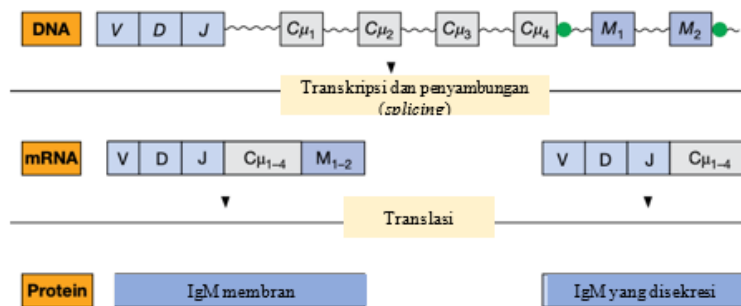 DNA V D J Cμ1 Cμ2 Cμ3 Cμ4 M1 M2
Transkripsi dan penyambungan
(splicing)
mRNA V D J Cμ1–4 M1–2 V D J Cμ1–4
Translasi
Protein IgM membran IgM yang disekresi